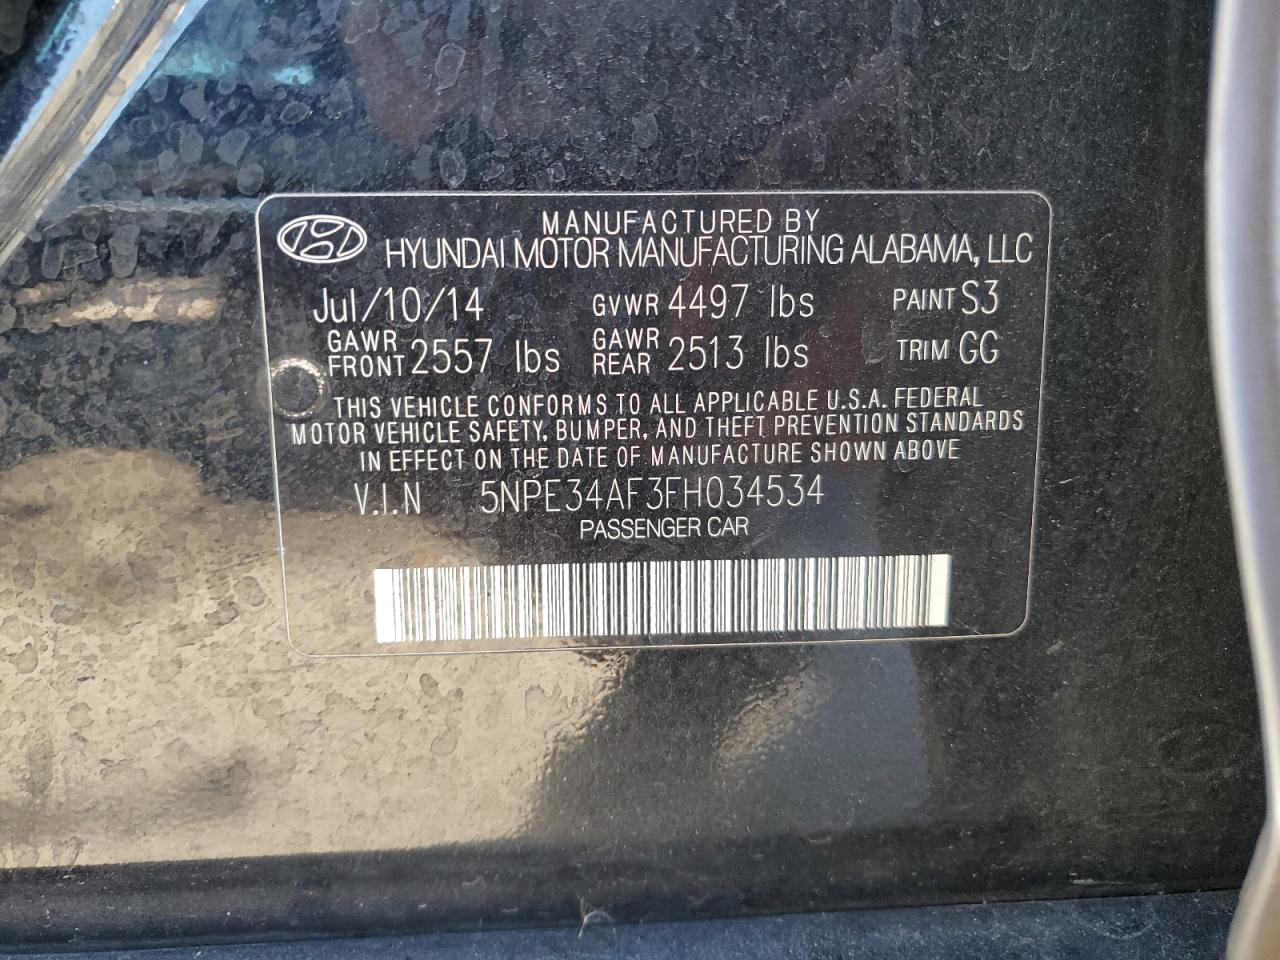 MANUFACTURED BY
HYUNDAI MOTOR MANUFACTURING ALABAMA, LLC
Jul/10/14 GVWR 4497 lbs PAINT S3
GAWR FRONT 2557 lbs GAWR REAR 2513 lbs TRIM GG
THIS VEHICLE CONFORMS TO ALL APPLICABLE U.S.A. FEDERAL
MOTOR VEHICLE SAFETY, BUMPER, AND THEFT PREVENTION STANDARDS
IN EFFECT ON THE DATE OF MANUFACTURE SHOWN ABOVE
V.I.N 5NPE34AF3FH034534
PASSENGER CAR